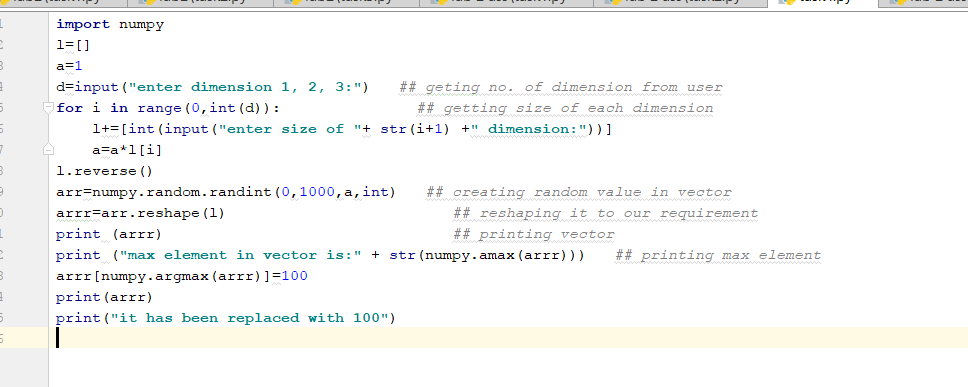 import numpy
l=[]
a=1
d=input("enter dimension 1, 2, 3:")   ## geting no. of dimension from user
for i in range(0,int(d)):            ## getting size of each dimension
    l+=[int(input("enter size of "+ str(i+1) +" dimension:"))]
    a=a*l[i]
l.reverse()
arr=numpy.random.randint(0,1000,a,int)   ## creating random value in vector
arrr=arr.reshape(l)                         ## reshaping it to our requirement
print (arrr)                                ## printing vector
print ("max element in vector is:" + str(numpy.amax(arrr)))   ## printing max element
arrr[numpy.argmax(arrr)]=100
print(arrr)
print("it has been replaced with 100")